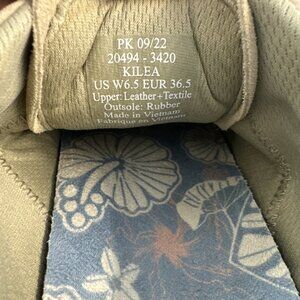 PK 09/22
20494 - 3420
KILEA
US W6.5 EUR 36.5
Upper: Leather+Textile
Outsole: Rubber
Made in Vietnam
Fabriqué en Vietnam